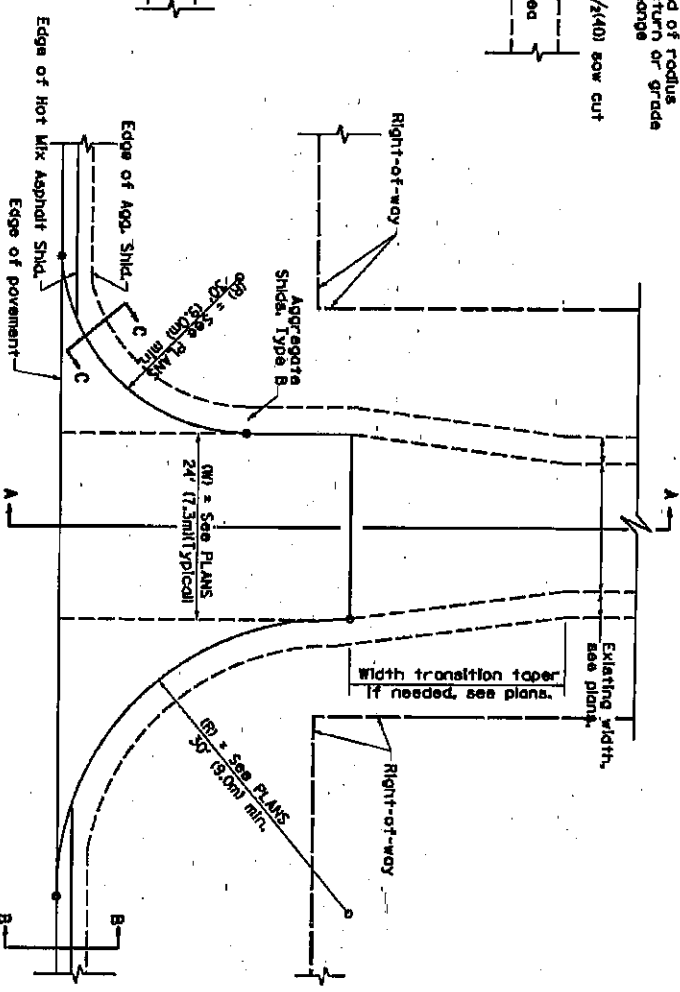 d of radius
turn or grade
ange
/2(40) saw cut
ea
Right-of-way
A
Existing width,
see plans.
Width transition taper
if needed, see plans.
Right-of-way
Aggregate
Shlds. Type B
(R) = See PLANS
30' (9.0m) min.
(W) = See PLANS
24' (7.3m)(Typical)
(R) = See PLANS
30' (9.0m) min.
Edge of Agg. Shld.
C
C
Edge of Hot Mix Asphalt Shld.
Edge of pavement
A
B
B